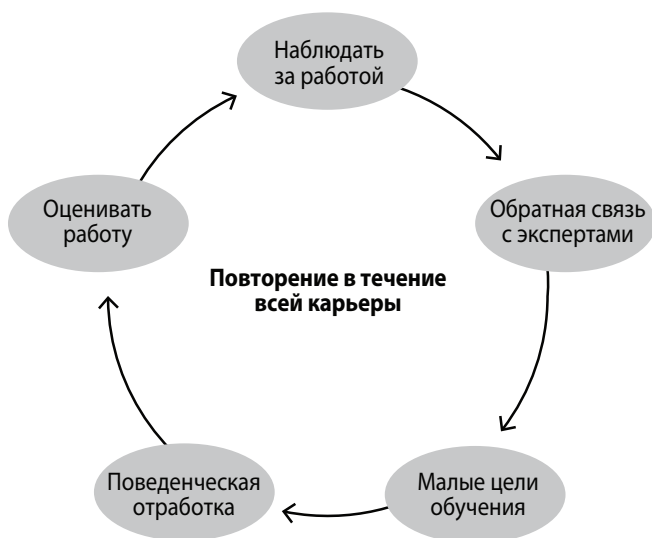 Наблюдать
за работой
Обратная связь
с экспертами
Малые цели
обучения
Поведенческая
отработка
Оценивать
работу
Повторение в течение
всей карьеры